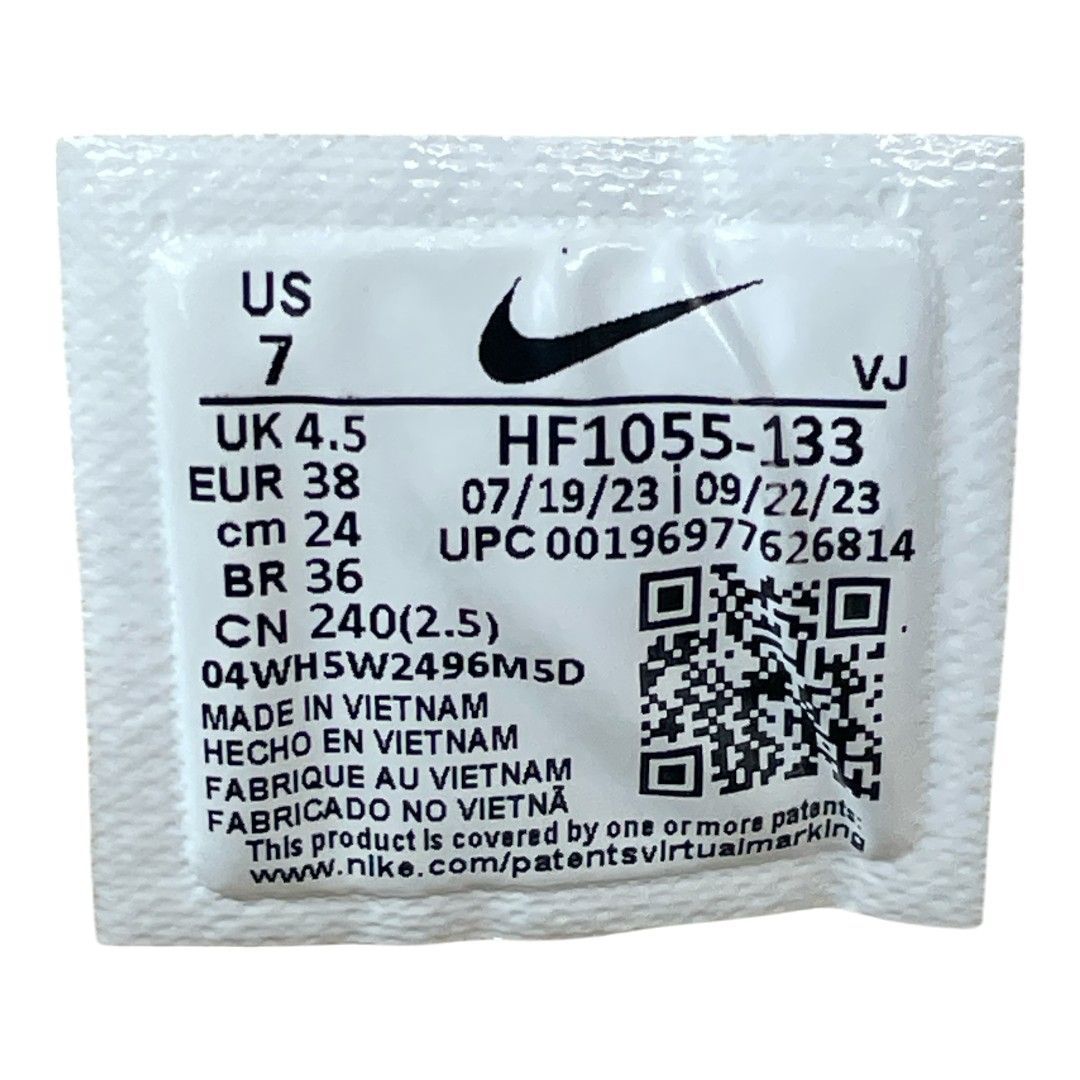 US
7
VJ
UK 4.5
HF1055-133
EUR 38
07/19/23 | 09/22/23
cm 24
UPC 00196977626814
BR 36
CN 240(2.5)
04WH5W2496M5D
MADE IN VIETNAM
HECHO EN VIETNAM
FABRIQUE AU VIETNAM
FABRICADO NO VIETNÃ
This product is covered by one or more patents:
www.nike.com/patentsvirtualmarking